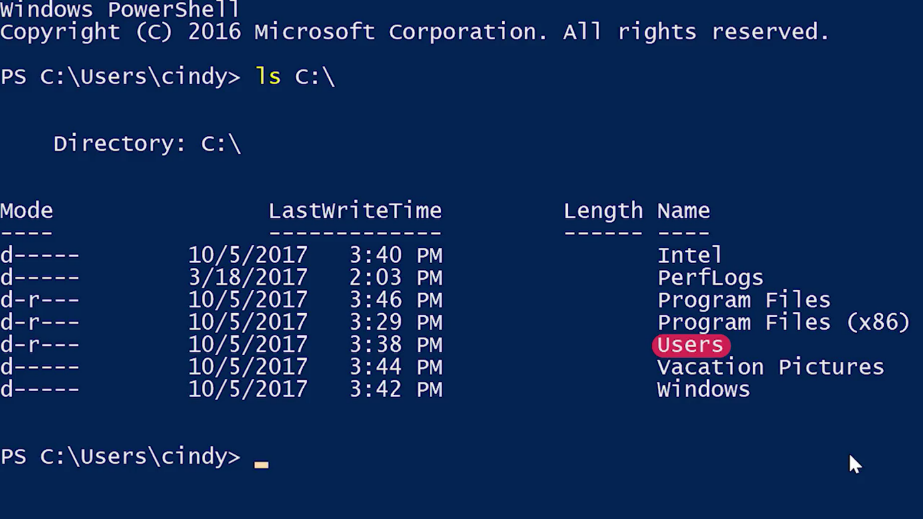 Windows PowerShell
Copyright (C) 2016 Microsoft Corporation. All rights reserved.
PS C:\Users\cindy> ls C:\
Directory: C:\
Mode LastWriteTime Length Name
---- ------------- ------ ----
d----- 10/5/2017 3:40 PM Intel
d----- 3/18/2017 2:03 PM PerfLogs
d-r--- 10/5/2017 3:46 PM Program Files
d-r--- 10/5/2017 3:29 PM Program Files (x86)
d-r--- 10/5/2017 3:38 PM Users
d----- 10/5/2017 3:44 PM Vacation Pictures
d----- 10/5/2017 3:42 PM Windows
PS C:\Users\cindy> _